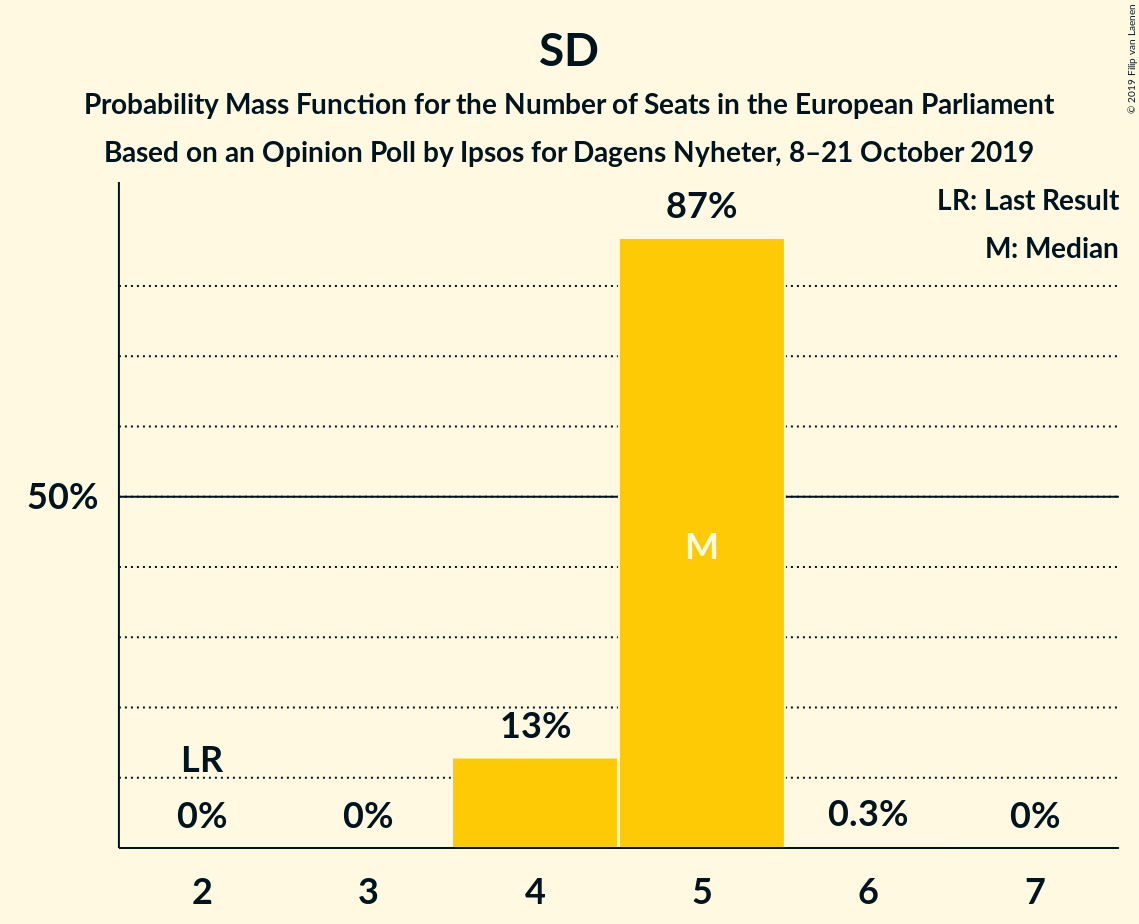 SD
Probability Mass Function for the Number of Seats in the European Parliament
Based on an Opinion Poll by Ipsos for Dagens Nyheter, 8–21 October 2019
© 2019 Filip van Laenen
LR: Last Result
M: Median
87%
50%
M
13%
LR
0%
0%
0.3%
0%
2 3 4 5 6 7